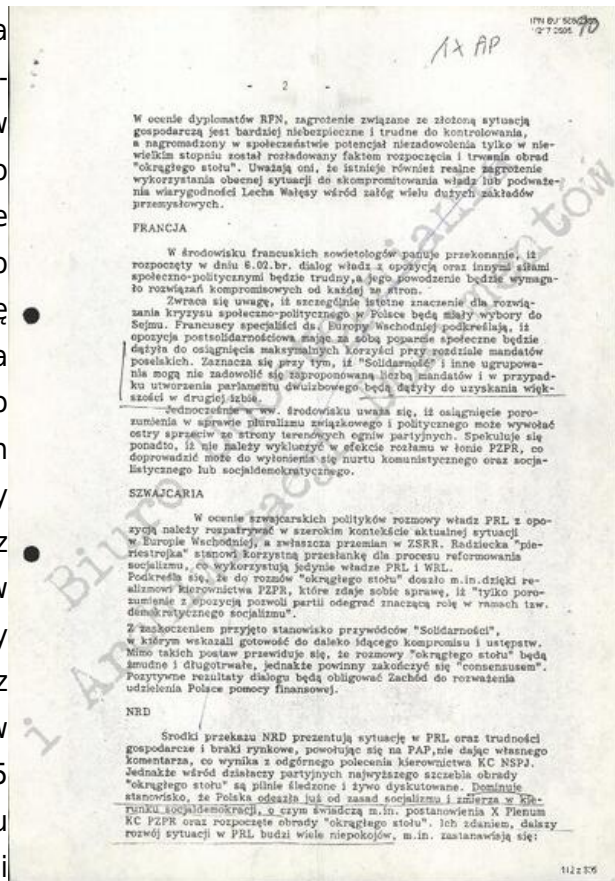 IPN BU 
1X AP
- 2 -
W ocenie dyplomatów RFN, zagrożenie związane ze złożoną sytuacją
gospodarczą jest bardziej niebezpieczne i trudne do kontrolowania,
a nagromadzony w społeczeństwie potencjał niezadowolenia tylko w nie-
wielkim stopniu został rozładowany faktem rozpoczęcia i trwania obrad
"okrągłego stołu". Uważają oni, że istnieje również realne zagrożenie
wykorzystania obecnej sytuacji do skompromitowania władz lub podważe-
nia wiarygodności Lecha Wałęsy wśród załóg wielu dużych zakładów
przemysłowych.
FRANCJA
W środowisku francuskich sowietologów panuje przekonanie, iż
rozpoczęty w dniu 6.02.br. dialog władz z opozycją oraz innymi siłami
społeczno-politycznymi będzie trudny,a jego powodzenie będzie wymaga-
ło rozwiązań kompromisowych od każdej ze stron.
Zwraca się uwagę, iż szczególnie istotne znaczenie dla rozwią-
zania kryzysu społeczno-politycznego w Polsce będą miały wybory do
Sejmu. Francuscy specjaliści ds. Europy Wschodniej podkreślają, iż
opozycja postsolidarnościowa mając za sobą poparcie społeczne będzie
dążyła do osiągnięcia maksymalnych korzyści przy rozdziale mandatów
poselskich. Zaznacza się przy tym, iż "Solidarność" i inne ugrupowa-
nia mogą nie zadowolić się zaproponowaną liczbą mandatów i w przypad-
ku utworzenia parlamentu dwuizbowego będą dążyły do uzyskania więk-
szości w drugiej izbie.
Jednocześnie w ww. środowisku uważa się, iż osiągnięcie poro-
zumienia w sprawie pluralizmu związkowego i politycznego może wywołać
ostry sprzeciw ze strony terenowych ogniw partyjnych. Spekuluje się
ponadto, iż nie należy wykluczyć w efekcie rozłamu w łonie PZPR, co
doprowadzić może do wyłonienia się nurtu komunistycznego oraz socja-
listycznego lub socjaldemokratycznego.
SZWAJCARIA
W ocenie szwajcarskich polityków rozmowy władz PRL z opo-
zycją należy rozpatrywać w szerokim kontekście aktualnej sytuacji
w Europie Wschodniej, a zwłaszcza przemian w ZSRR. Radziecka "pie-
riestrojka" stanowi korzystną przesłankę dla procesu reformowania
socjalizmu, co wykorzystują jedynie władze PRL i WRL.
Podkreśla się, że do rozmów "okrągłego stołu" doszło m.in.dzięki re-
alizmowi kierownictwa PZPR, które zdaje sobie sprawę, iż "tylko poro-
zumienie z opozycją pozwoli partii odegrać znaczącą rolę w ramach tzw.
demokratycznego socjalizmu".
Z zaskoczeniem przyjęto stanowisko przywódców "Solidarności",
w którym wskazali gotowość do daleko idącego kompromisu i ustępstw.
Mimo takich postaw przewiduje się, że rozmowy "okrągłego stołu" będą
żmudne i długotrwałe, jednakże powinny zakończyć się "consensusem".
Pozytywne rezultaty dialogu będą obligować Zachód do rozważenia
udzielenia Polsce pomocy finansowej.
NRD
Środki przekazu NRD prezentują sytuację w PRL oraz trudności
gospodarcze i braki rynkowe, powołując się na PAP,nie dając własnego
komentarza, co wynika z odgórnego polecenia kierownictwa KC NSPJ.
Jednakże wśród działaczy partyjnych najwyższego szczebla obrady
"okrągłego stołu" są pilnie śledzone i żywo dyskutowane. Dominuje
stanowisko, że Polska odeszła już od zasad socjalizmu i zmierza w kie-
runku socjaldemokracji, o czym świadczą m.in. postanowienia X Plenum
KC PZPR oraz rozpoczęte obrady "okrągłego stołu". Ich zdaniem, dalszy
rozwój sytuacji w PRL budzi wiele niepokojów, m.in. zastanawiają się: